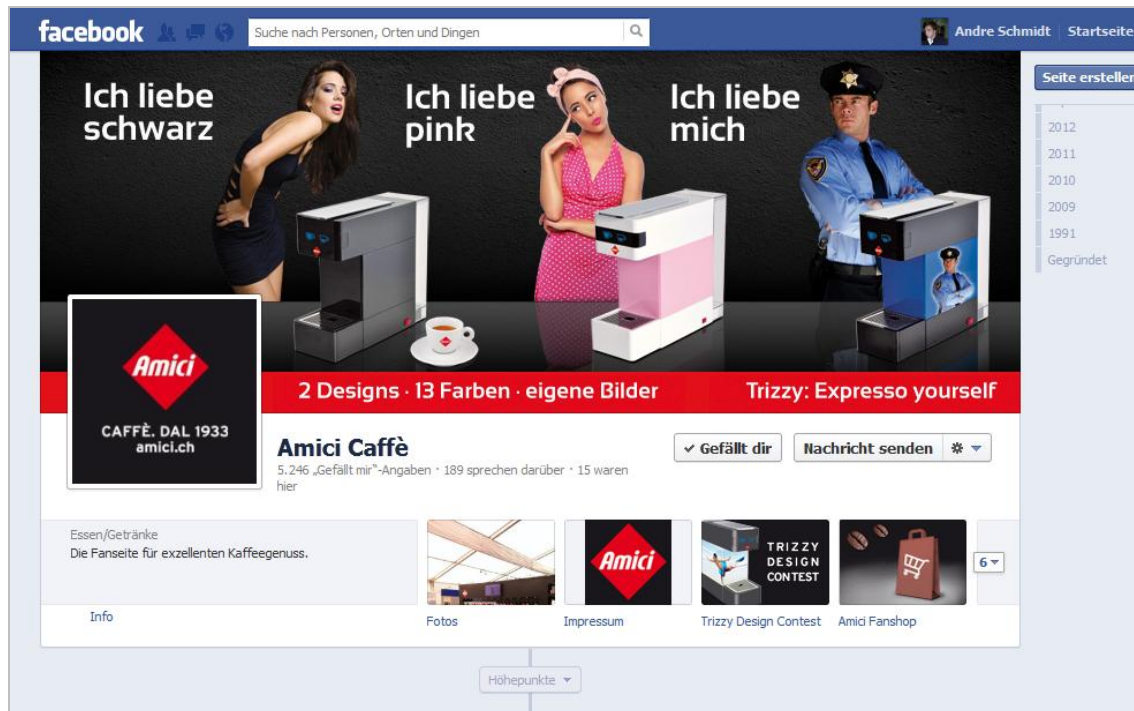 facebook
Suche nach Personen, Orten und Dingen
Andre Schmidt
Startseite
Seite erstellen
2012
2011
2010
2009
1991
Gegründet
Ich liebe
schwarz
Ich liebe
pink
Ich liebe
mich
2 Designs · 13 Farben · eigene Bilder
Trizzy: Expresso yourself
Amici
CAFFÈ. DAL 1933
amici.ch
Amici Caffè
5.246 „Gefällt mir“-Angaben · 189 sprechen darüber · 15 waren
hier
Gefällt dir
Nachricht senden
Essen/Getränke
Die Fanseite für exzellenten Kaffeegenuss.
Info
Fotos
Amici
Impressum
TRIZZY
DESIGN
CONTEST
Trizzy Design Contest
Amici Fanshop
6
Höhepunkte